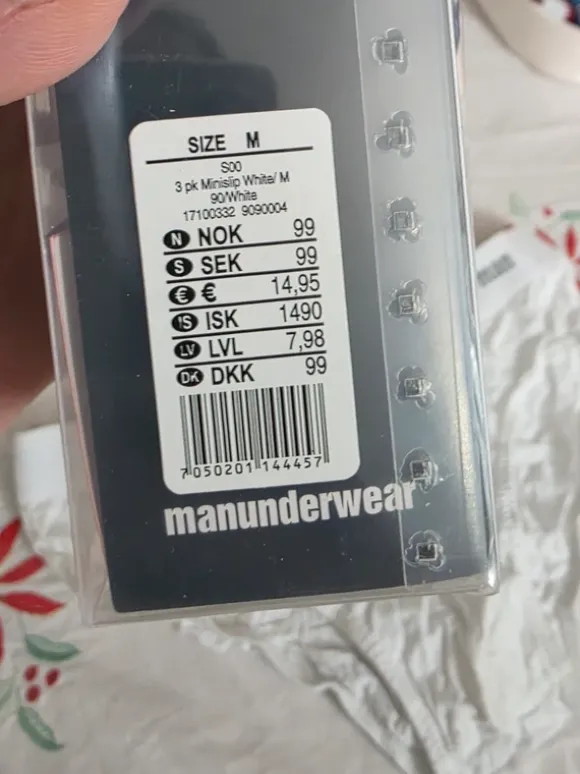 SIZE M
S00
3 pk Minislip White/ M
90/White
17100332 9090004
N NOK 99
S SEK 99
€ € 14,95
IS ISK 1490
LV LVL 7,98
DK DKK 99
7 050201 144457
manunderwear